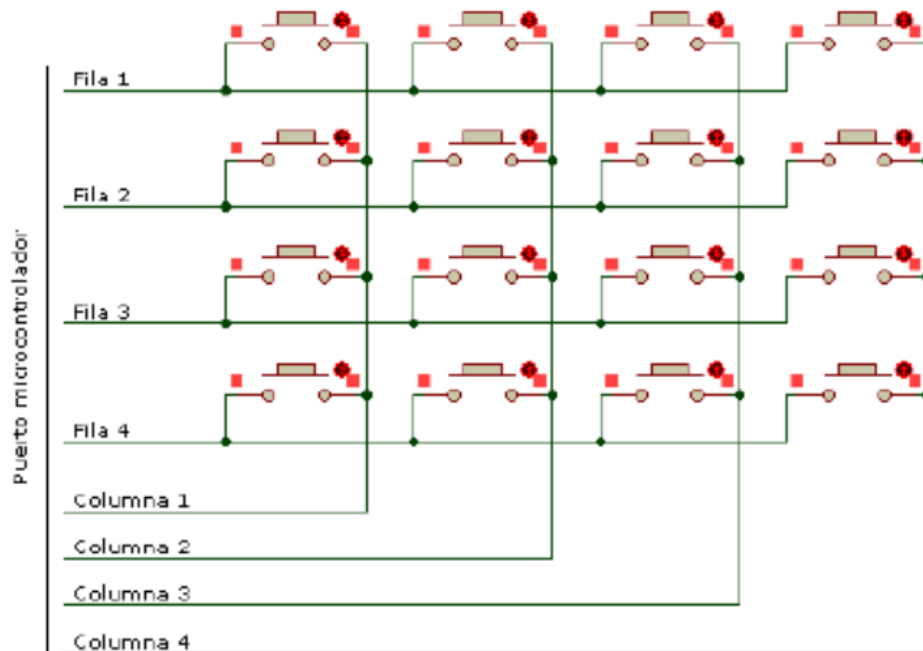 Fila 1
Fila 2
Fila 3
Fila 4
Puerto microcontrolador
Columna 1
Columna 2
Columna 3
Columna 4